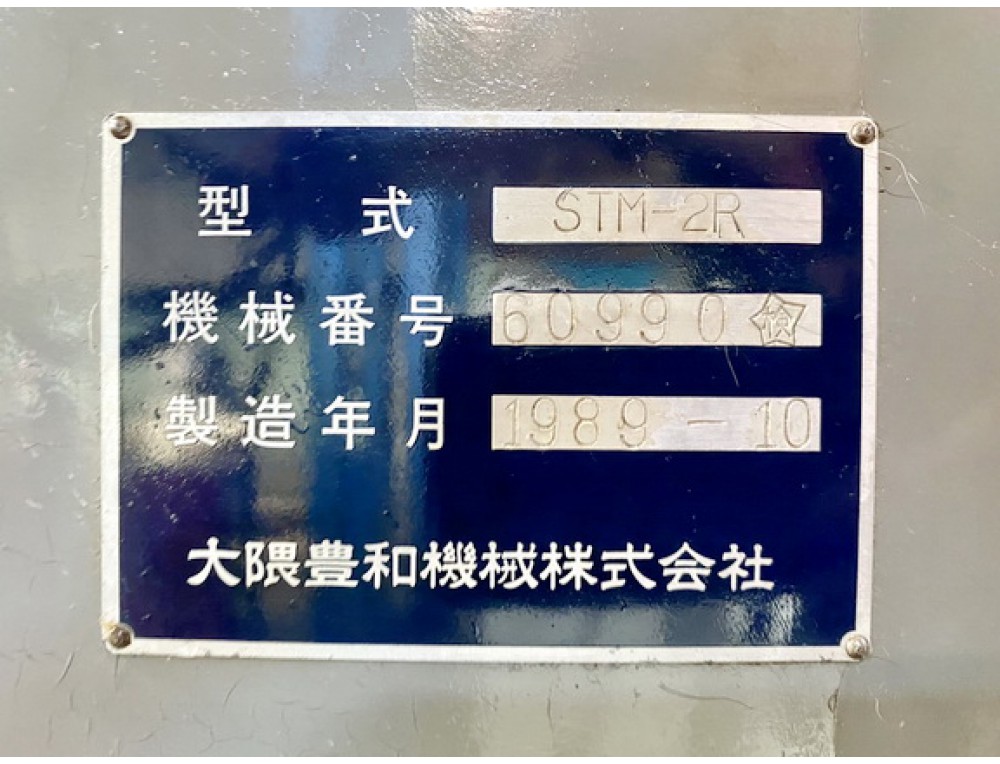 型式 STM-2R
機械番号 60990 検
製造年月 1989-10
大隈豊和機械株式会社